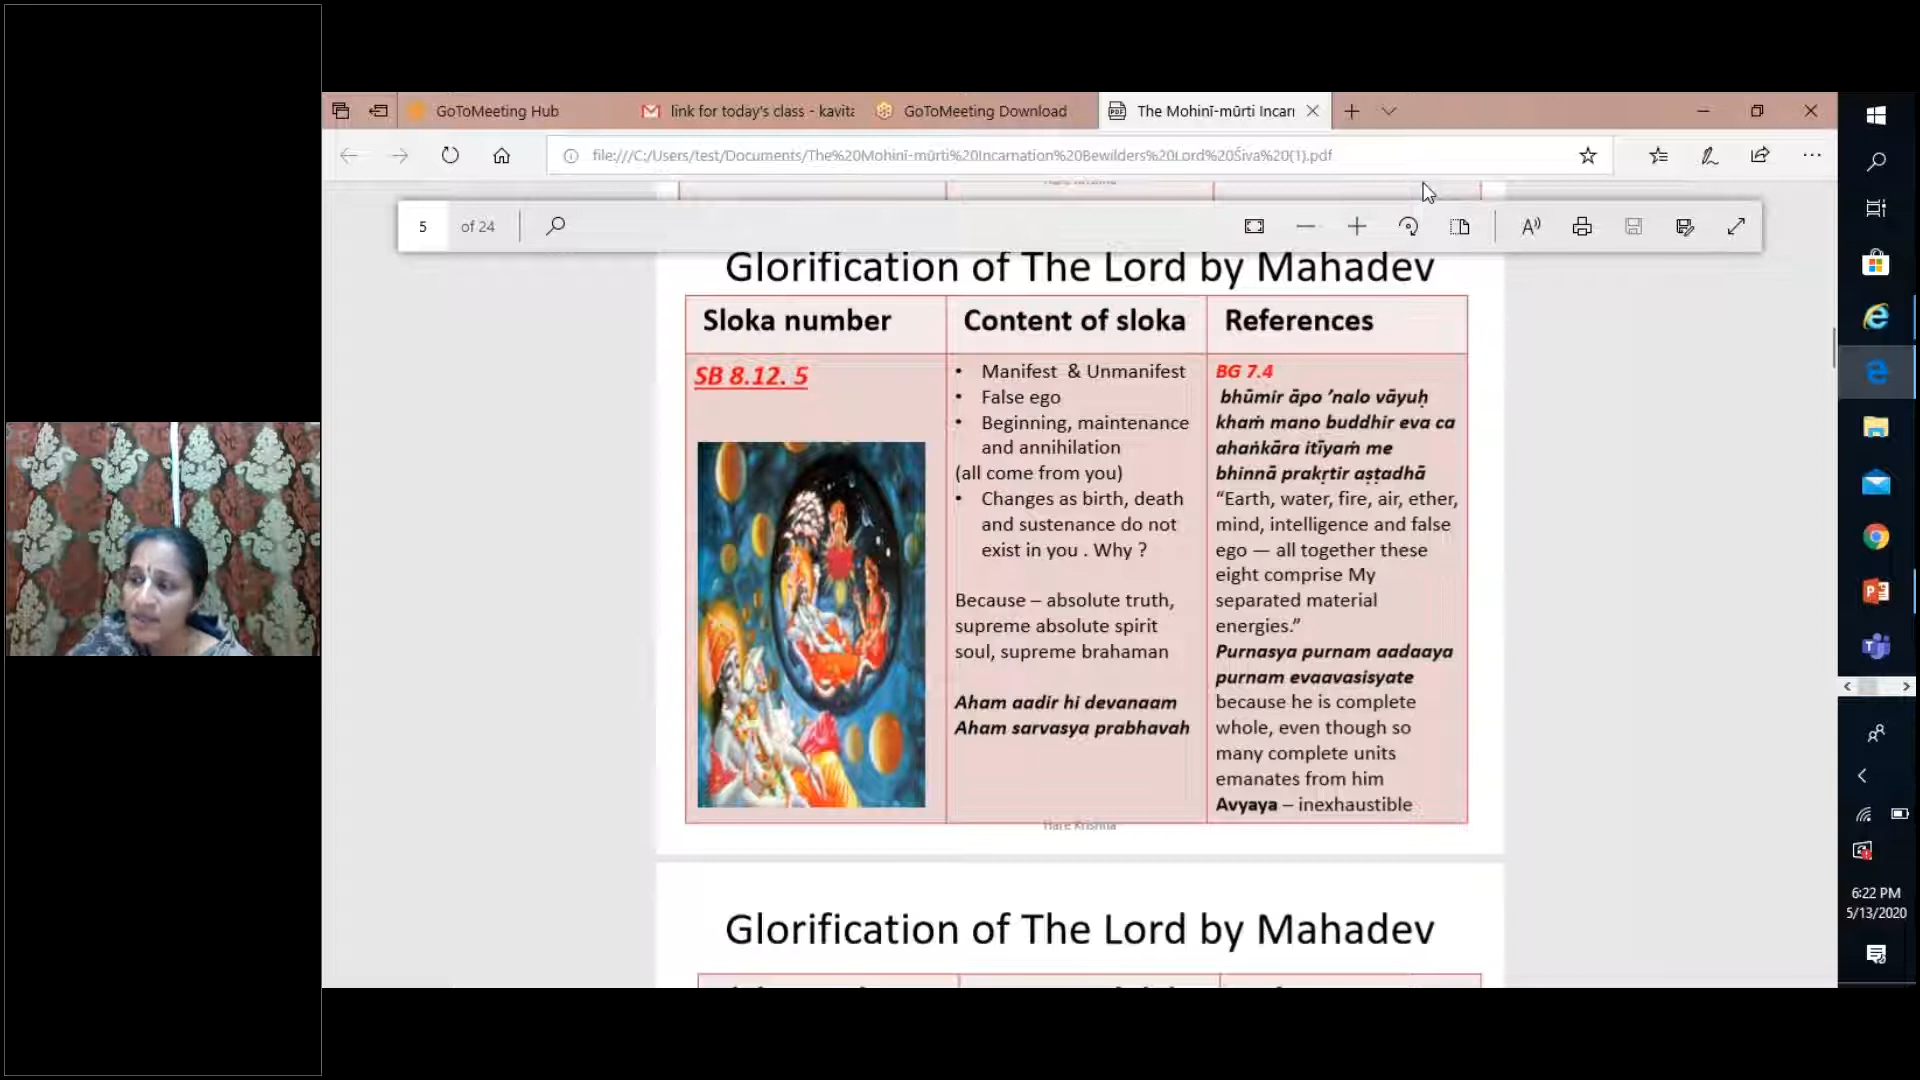 GoToMeeting Hub
link for today's class - kavita
GoToMeeting Download
The Mohinī-mūrti Incarn
file:///C:/Users/test/Documents/The%20Mohinī-mūrti%20Incarnation%20Bewilders%20Lord%20Śiva%20(1).pdf
5 of 24
Glorification of The Lord by Mahadev
Sloka number
Content of sloka
References
SB 8.12. 5
• Manifest & Unmanifest
• False ego
• Beginning, maintenance
and annihilation
(all come from you)
• Changes as birth, death
and sustenance do not
exist in you . Why ?
Because – absolute truth,
supreme absolute spirit
soul, supreme brahaman
Aham aadir hi devanaam
Aham sarvasya prabhavah
BG 7.4
bhūmir āpo ’nalo vāyuḥ
khaṁ mano buddhir eva ca
ahaṅkāra itīyaṁ me
bhinnā prakṛtir aṣṭadhā
“Earth, water, fire, air, ether,
mind, intelligence and false
ego — all together these
eight comprise My
separated material
energies.”
Purnasya purnam aadaaya
purnam evaavasisyate
because he is complete
whole, even though so
many complete units
emanates from him
Avyaya – inexhaustible
Hare Krishna
Glorification of The Lord by Mahadev
6:22 PM
5/13/2020